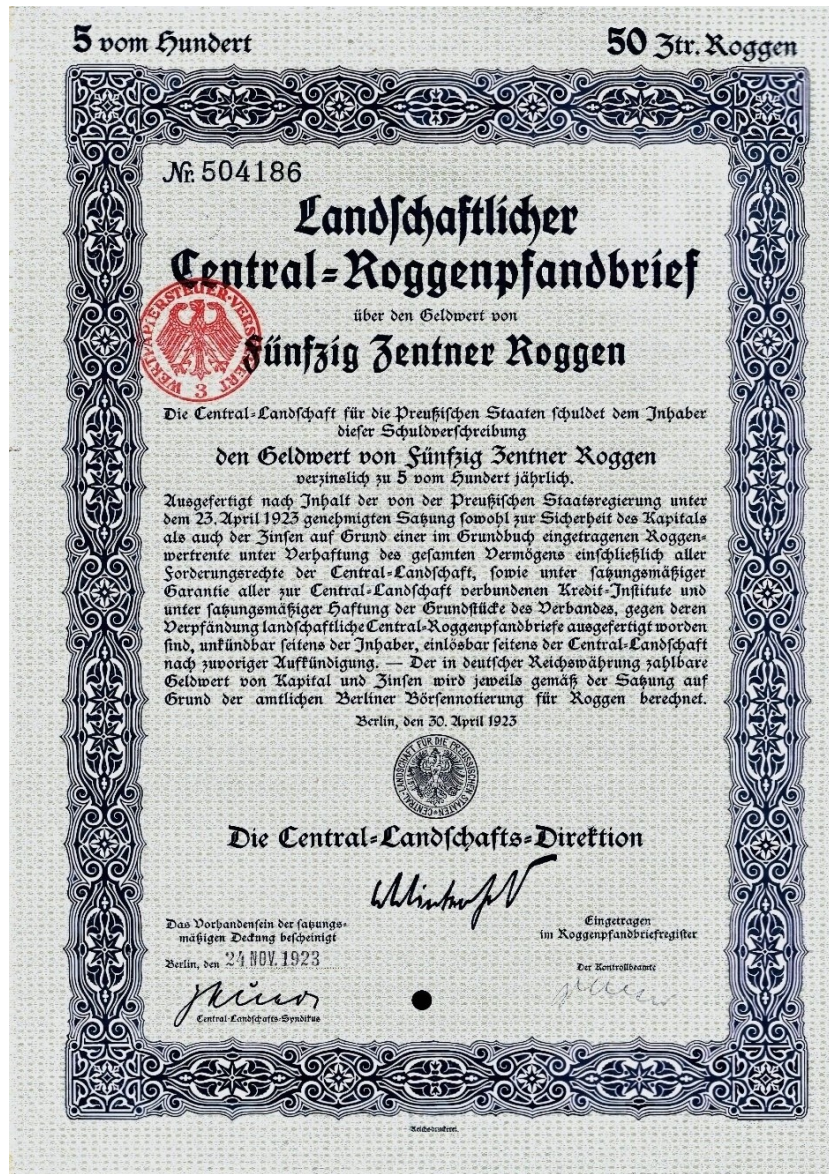 5 vom Hundert
50 Ztr. Roggen
Nr. 504186
Landschaftlicher
Central-Roggenpfandbrief
über den Geldwert von
Fünfzig Zentner Roggen
WERTPAPIERSTEUER VERSTEUERT
3
Die Central-Landschaft für die Preußischen Staaten schuldet dem Inhaber
dieser Schuldverschreibung
den Geldwert von Fünfzig Zentner Roggen
verzinslich zu 5 vom Hundert jährlich.
Ausgefertigt nach Inhalt der von der Preußischen Staatsregierung unter
dem 23. April 1923 genehmigten Satzung sowohl zur Sicherheit des Kapitals
als auch der Zinsen auf Grund einer im Grundbuch eingetragenen Roggen-
wertrente unter Verhaftung des gesamten Vermögens einschließlich aller
Forderungsrechte der Central-Landschaft, sowie unter satzungsmäßiger
Garantie aller zur Central-Landschaft verbundenen Kredit-Institute und
unter satzungsmäßiger Haftung der Grundstücke des Verbandes, gegen deren
Verpfändung landschaftliche Central-Roggenpfandbriefe ausgefertigt worden
sind, unkündbar seitens der Inhaber, einlösbar seitens der Central-Landschaft
nach zuvoriger Aufkündigung. — Der in deutscher Reichswährung zahlbare
Geldwert von Kapital und Zinsen wird jeweils gemäß der Satzung auf
Grund der amtlichen Berliner Börsennotierung für Roggen berechnet.
Berlin, den 30. April 1923
CENTRAL-LANDSCHAFT FÜR DIE PREUSSISCHEN STAATEN
Die Central-Landschafts-Direktion
Das Vorhandensein der satzungs-
mäßigen Deckung bescheinigt
Berlin, den 24 NOV. 1923
Central-Landschafts-Syndikus
Eingetragen
im Roggenpfandbriefregister
Der Kontrollbeamte
Reichsdruckerei.